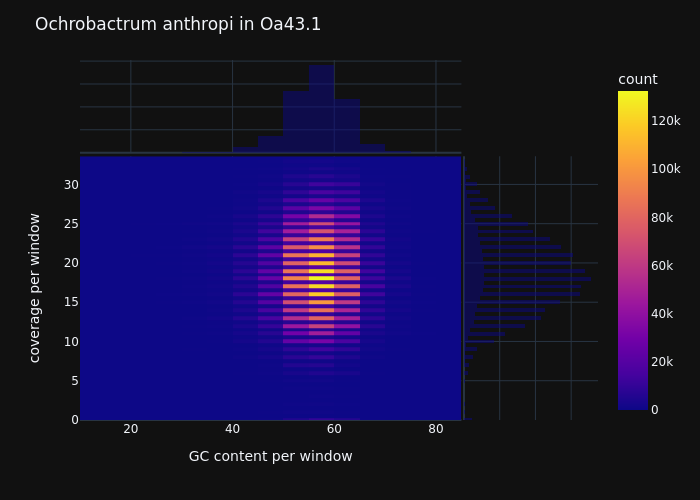 Ochrobactrum anthropi in Oa43.1
count
120k
100k
80k
60k
40k
20k
0
coverage per window
30
25
20
15
10
5
0
20 40 60 80
GC content per window